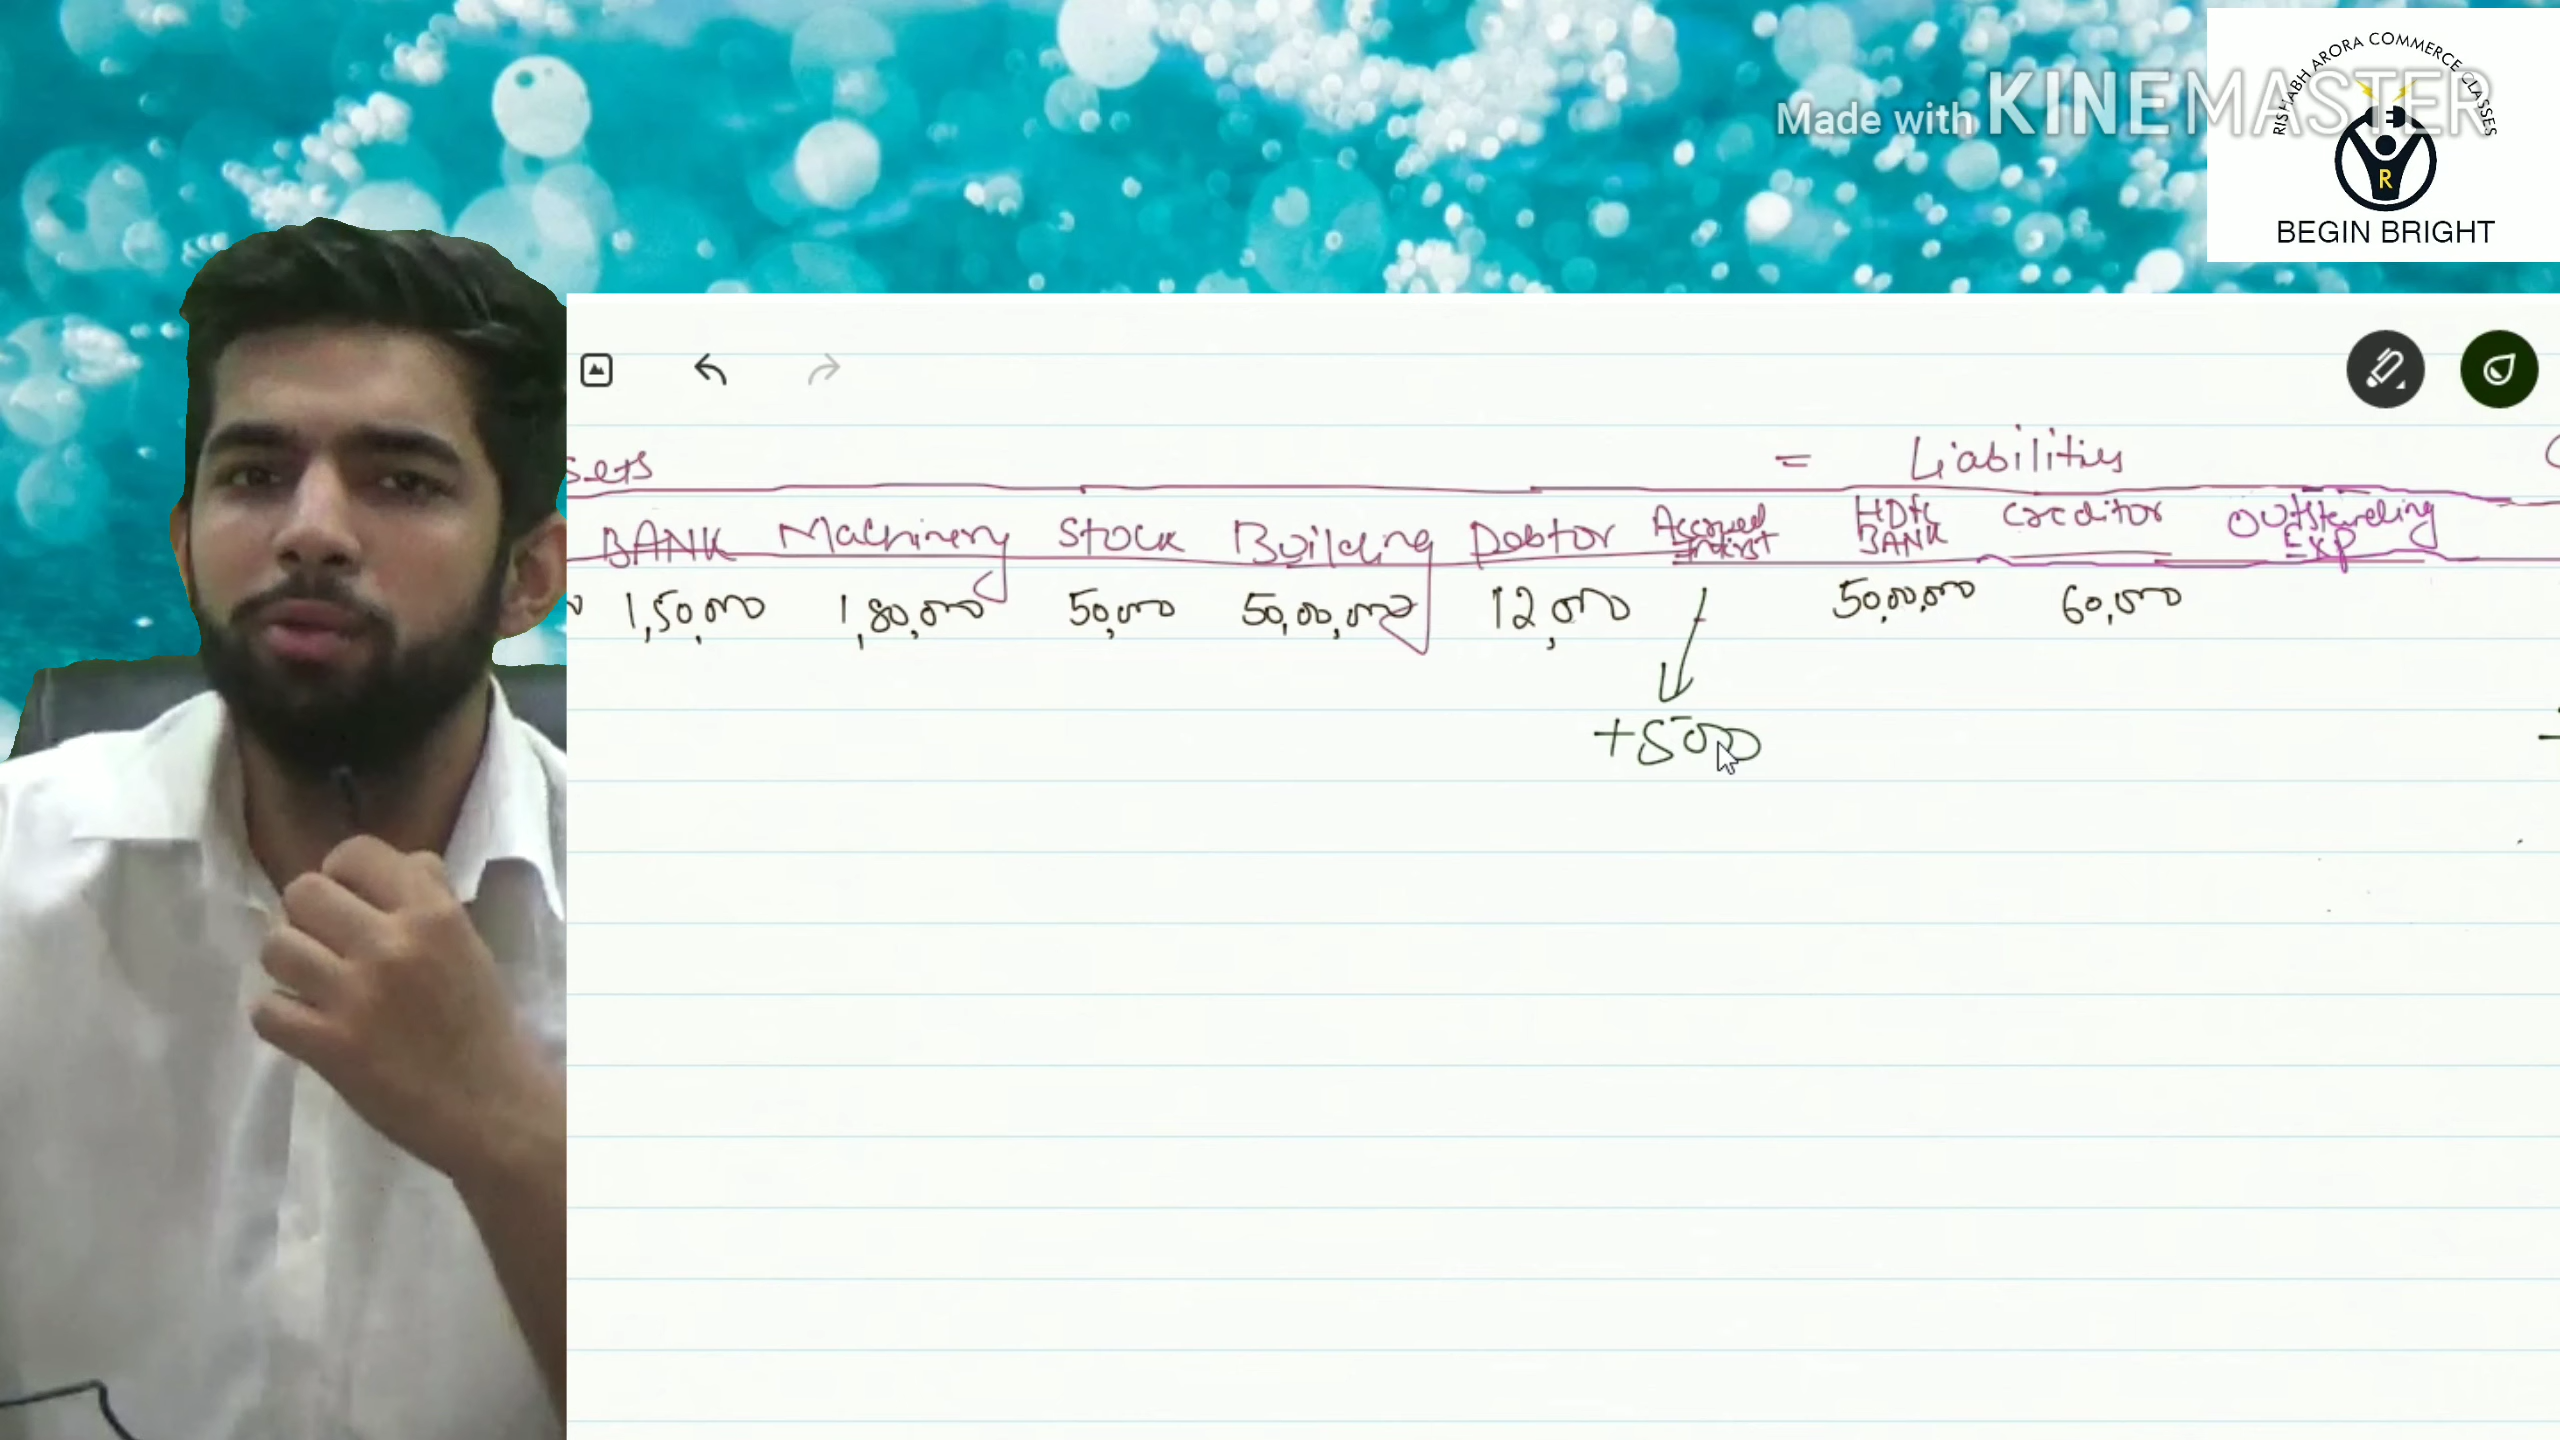 RISHABH ARORA COMMERCE CLASSES
Made with KINEMASTER
R
BEGIN BRIGHT
sets = Liabilities
BANK Machinery Stock Building Debtor Accrued HDFC BANK Creditor Outstanding EXP
1,50,000 1,80,000 50,000 50,00,000 12,000 50,00,000 60,000
+5000